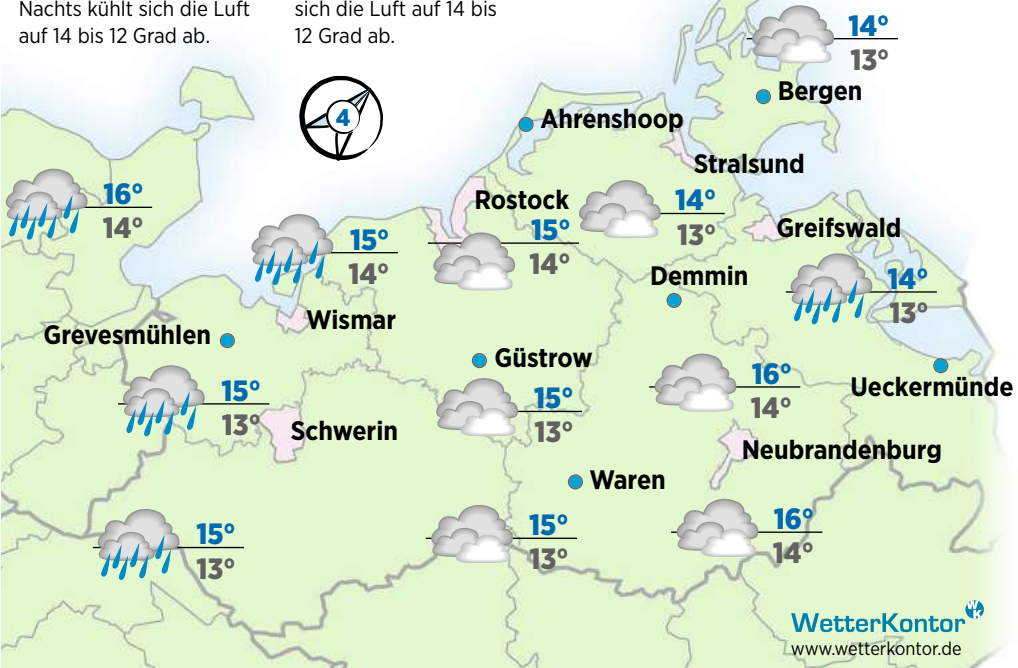 Nachts kühlt sich die Luft
auf 14 bis 12 Grad ab.
sich die Luft auf 14 bis
12 Grad ab.
4
14°
13°
Bergen
Ahrenshoop
Stralsund
16°
14°
Rostock
15°
14°
14°
13°
Greifswald
15°
14°
Demmin
14°
13°
Wismar
Grevesmühlen
Güstrow
16°
14°
Ueckermünde
15°
13°
15°
13°
Schwerin
Neubrandenburg
Waren
15°
13°
15°
13°
16°
14°
WetterKontor
WK
www.wetterkontor.de